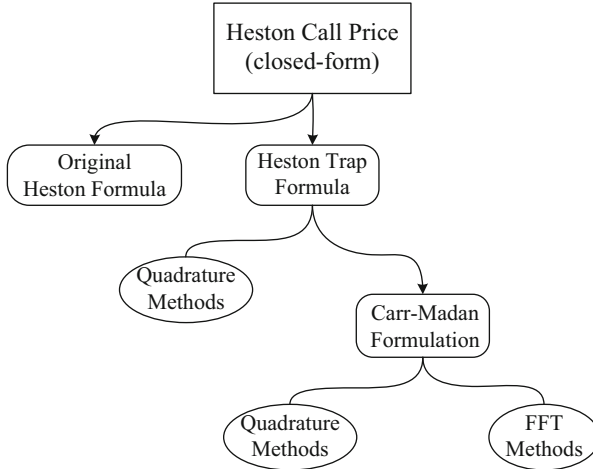 Heston Call Price
(closed-form)
Original
Heston Formula
Heston Trap
Formula
Quadrature
Methods
Carr-Madan
Formulation
Quadrature
Methods
FFT
Methods